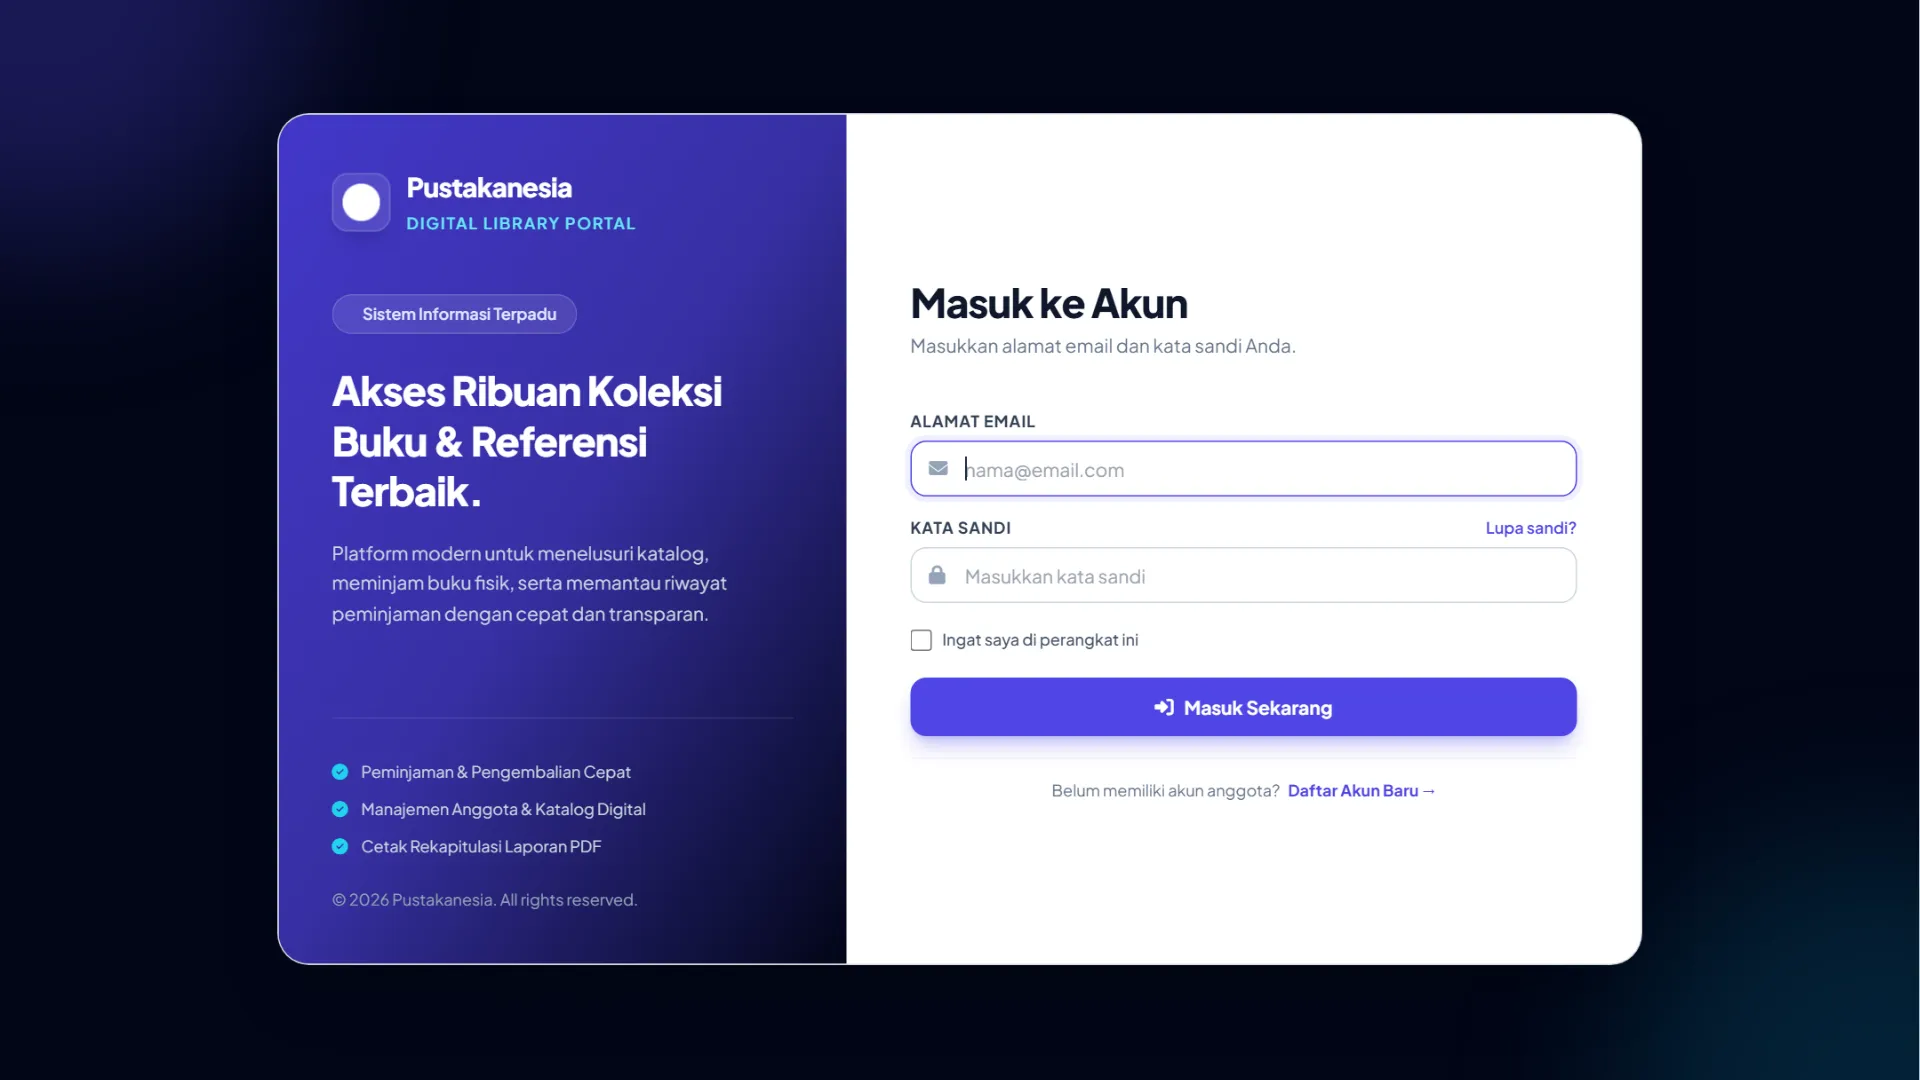 Pustakanesia
DIGITAL LIBRARY PORTAL
Sistem Informasi Terpadu
Akses Ribuan Koleksi
Buku & Referensi
Terbaik.
Platform modern untuk menelusuri katalog,
meminjam buku fisik, serta memantau riwayat
peminjaman dengan cepat dan transparan.
Peminjaman & Pengembalian Cepat
Manajemen Anggota & Katalog Digital
Cetak Rekapitulasi Laporan PDF
© 2026 Pustakanesia. All rights reserved.
Masuk ke Akun
Masukkan alamat email dan kata sandi Anda.
ALAMAT EMAIL
nama@email.com
KATA SANDI
Lupa sandi?
Masukkan kata sandi
Ingat saya di perangkat ini
Masuk Sekarang
Belum memiliki akun anggota? Daftar Akun Baru →